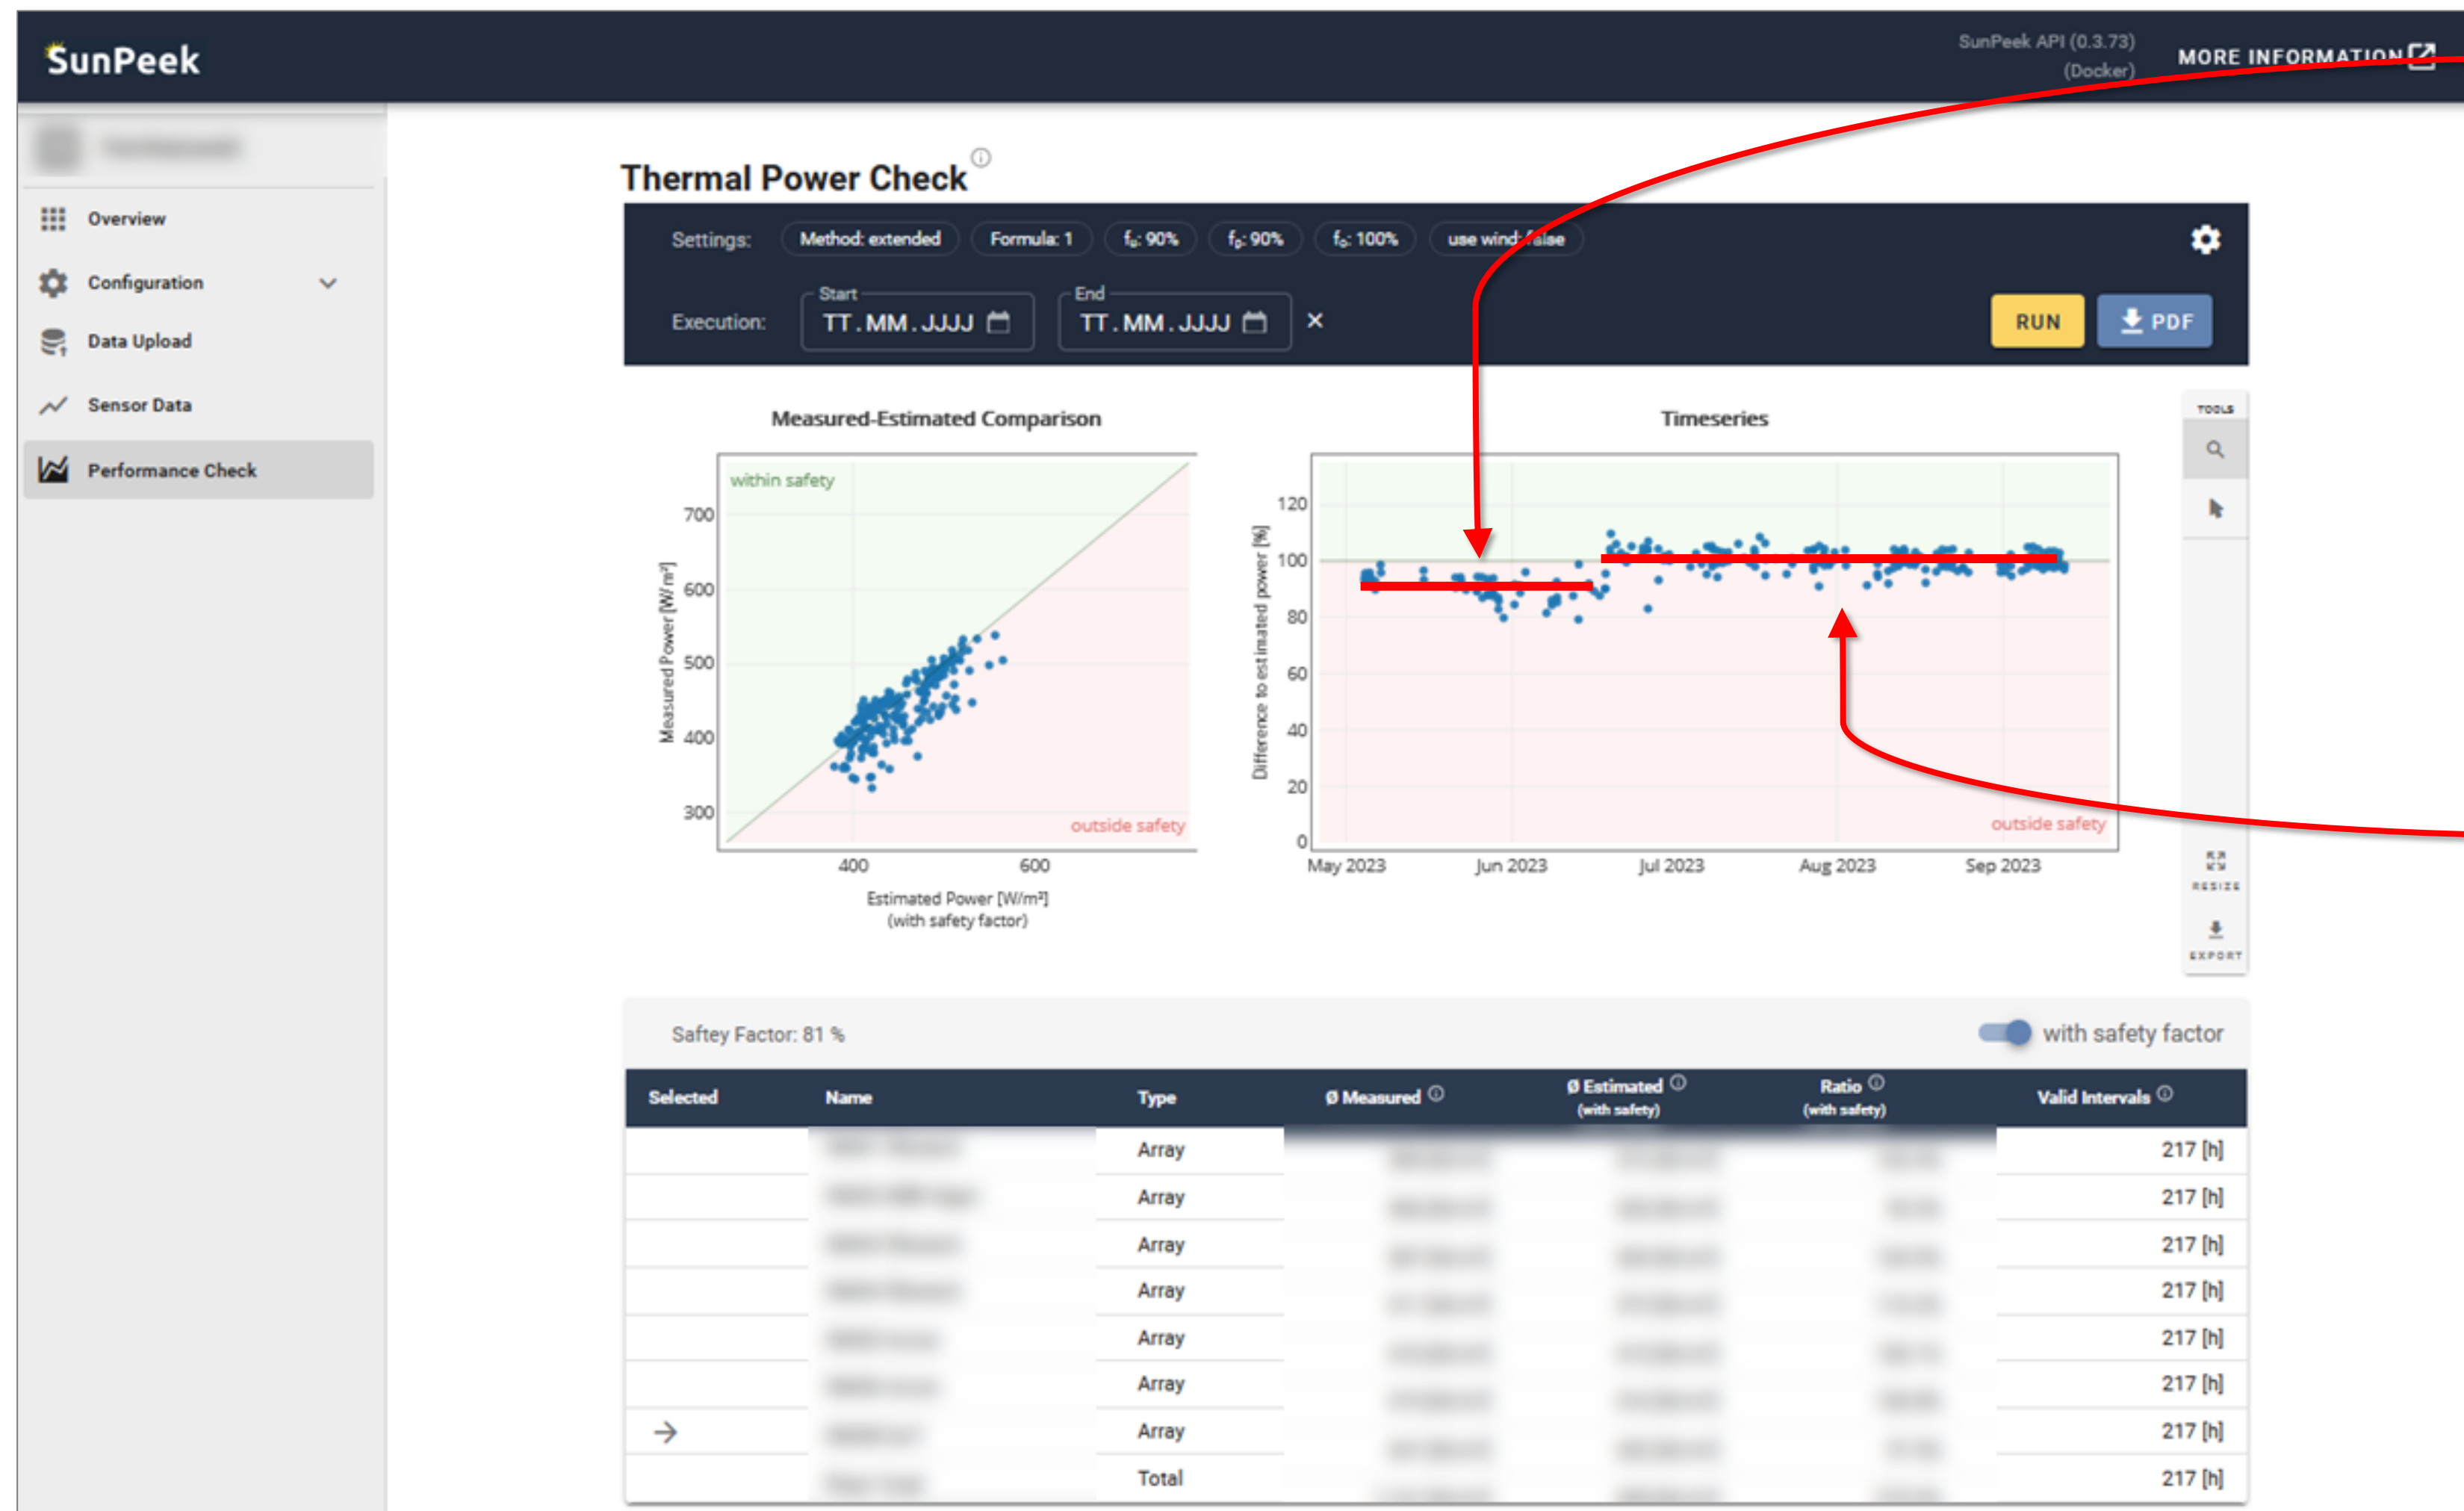 SunPeek
SunPeek API (0.3.73)
(Docker)
MORE INFORMATION
Overview
Configuration
Data Upload
Sensor Data
Performance Check
Thermal Power Check
Settings: Method: extended Formula: 1 fᵤ: 90% fₚ: 90% fₒ: 100% use wind: false
Execution: Start TT.MM.JJJJ End TT.MM.JJJJ ×
RUN PDF
Measured-Estimated Comparison
within safety
700
600
500
400
300
Measured Power [W/m²]
outside safety
400 600
Estimated Power [W/m²]
(with safety factor)
Timeseries
120
100
80
60
40
20
0
Difference to estimated power [%]
outside safety
May 2023 Jun 2023 Jul 2023 Aug 2023 Sep 2023
TOOLS
RESIZE
EXPORT
Saftey Factor: 81 % with safety factor
Selected Name Type Ø Measured Ø Estimated (with safety) Ratio (with safety) Valid Intervals
Array 217 [h]
Array 217 [h]
Array 217 [h]
Array 217 [h]
Array 217 [h]
Array 217 [h]
Array 217 [h]
Total 217 [h]